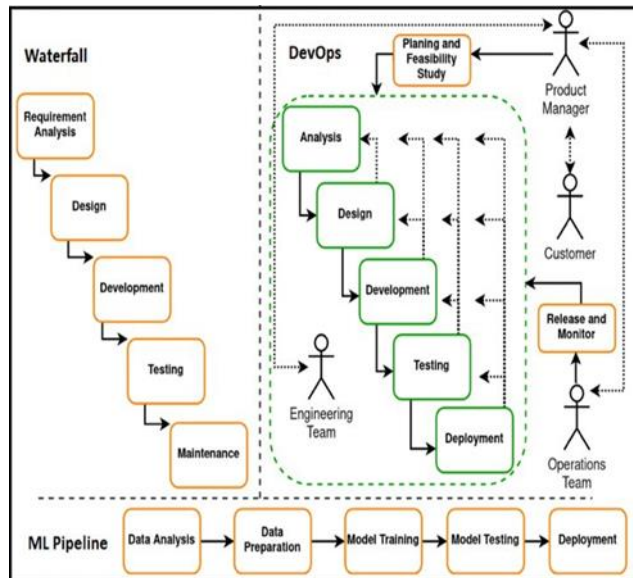 Waterfall
Requirement
Analysis
Design
Development
Testing
Maintenance
DevOps
Planing and
Feasibility
Study
Product
Manager
Analysis
Design
Development
Testing
Deployment
Engineering
Team
Customer
Release and
Monitor
Operations
Team
ML Pipeline
Data Analysis
Data
Preparation
Model Training
Model Testing
Deployment